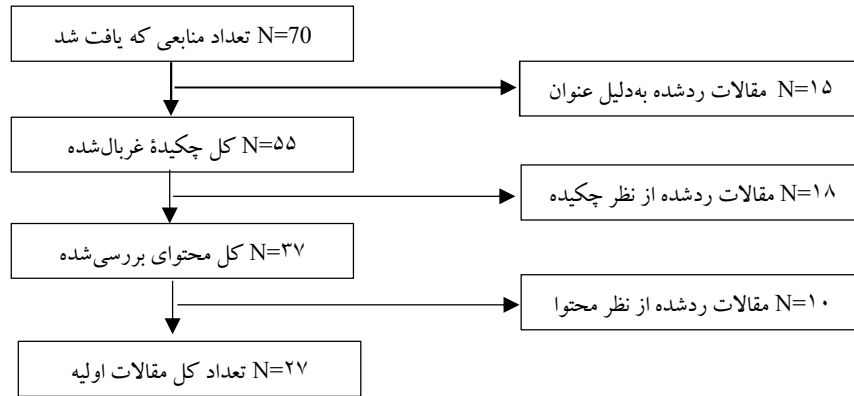 تعداد منابعی که یافت شد N=70
مقالات ردشده به‌دلیل عنوان N=۱۵
کل چکیدۀ غربال‌شده N=۵۵
مقالات ردشده از نظر چکیده N=۱۸
کل محتوای بررسی‌شده N=۳۷
مقالات ردشده از نظر محتوا N=۱۰
تعداد کل مقالات اولیه N=۲۷